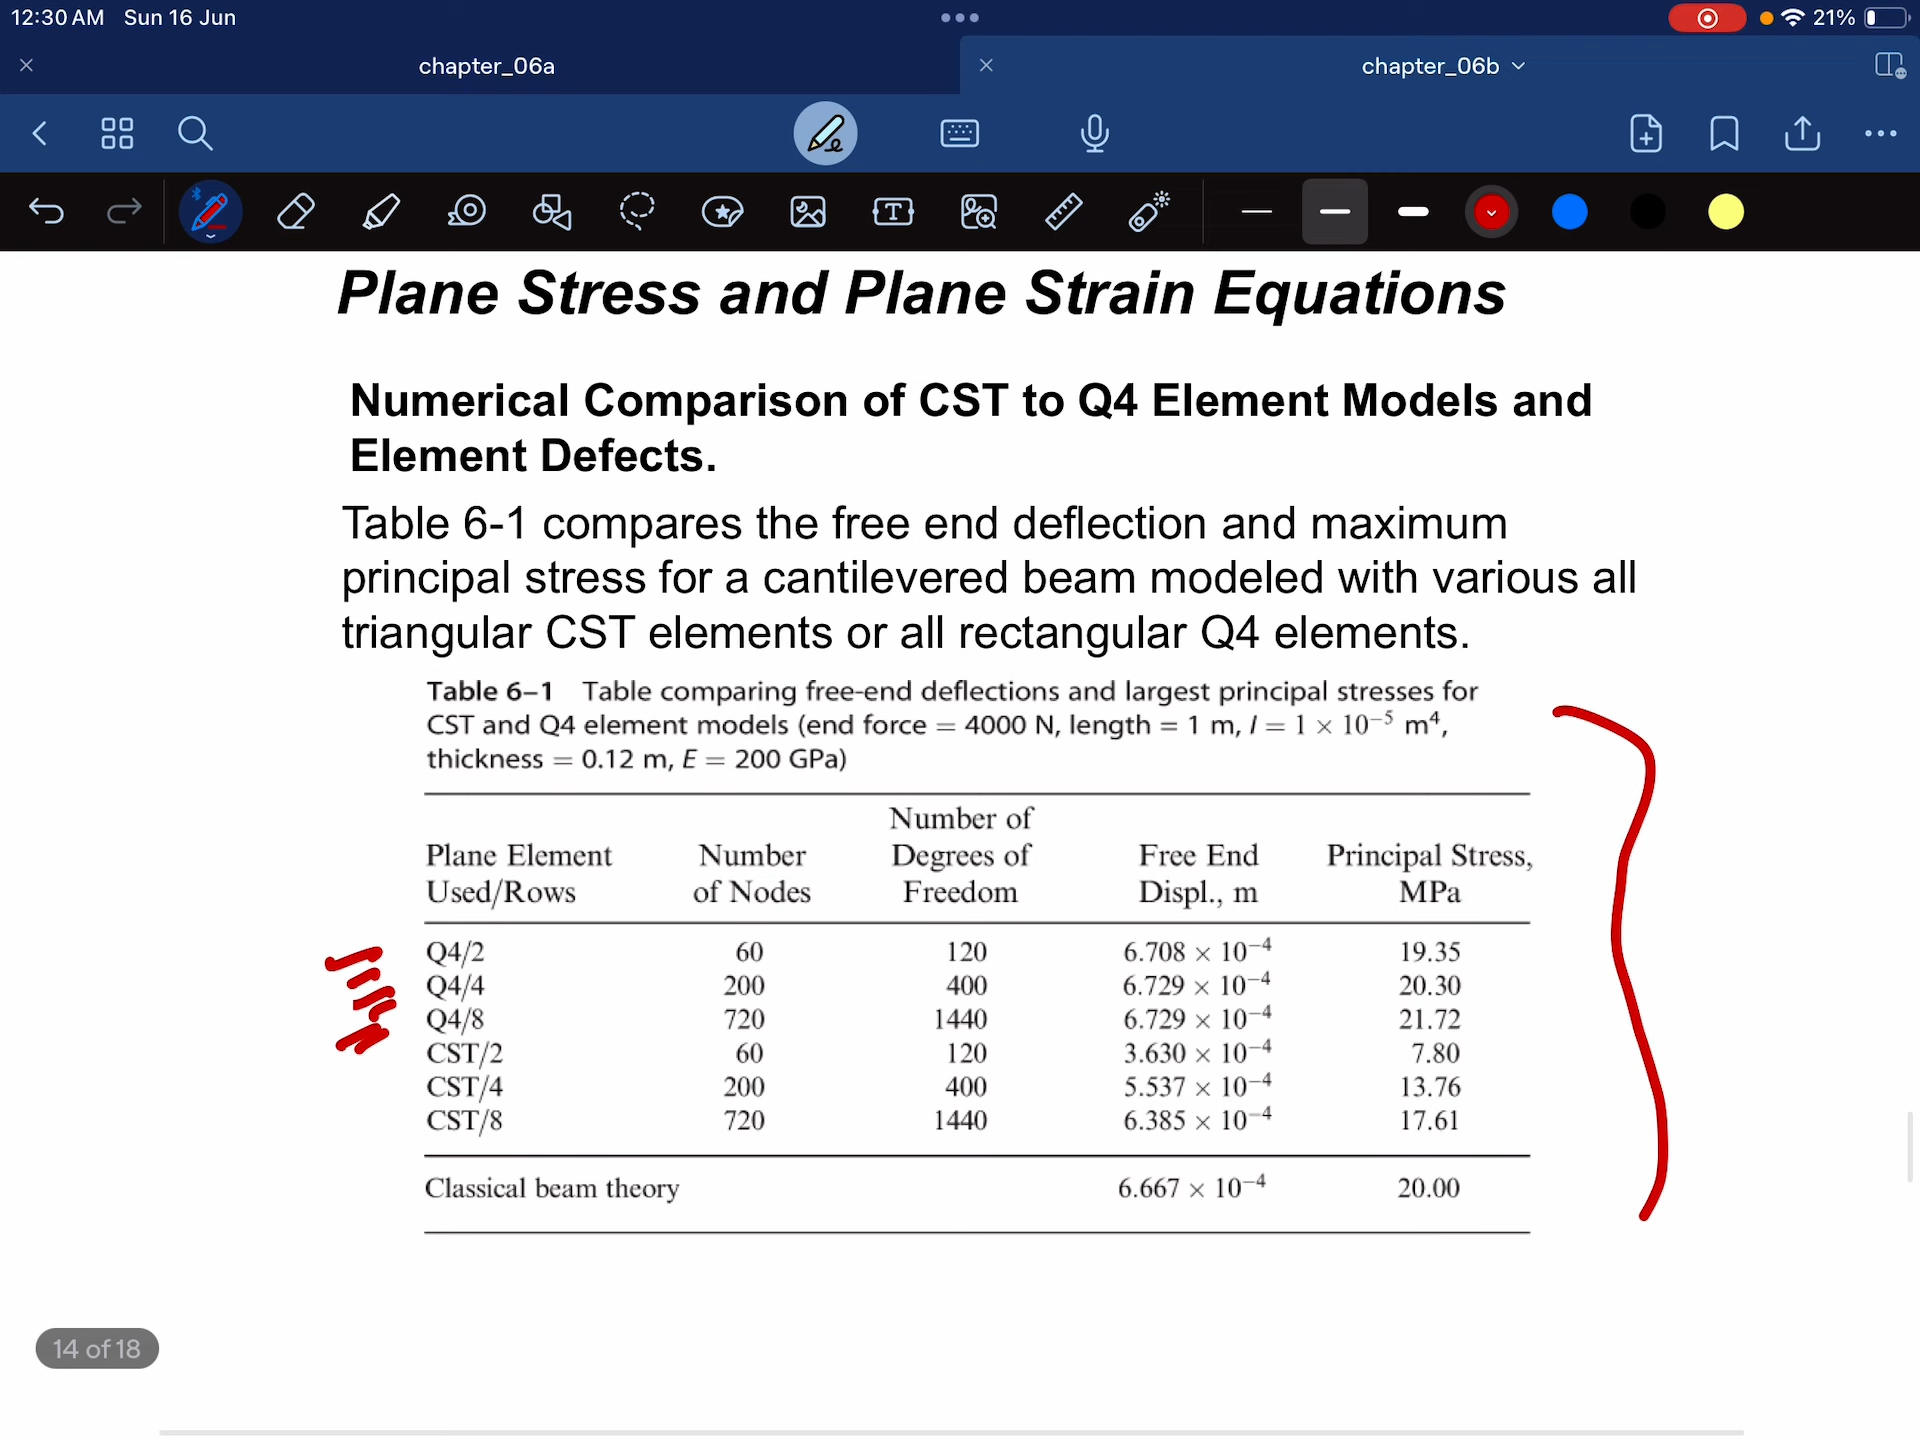 12:30 AM Sun 16 Jun
21%
chapter_06a
chapter_06b
Plane Stress and Plane Strain Equations
Numerical Comparison of CST to Q4 Element Models and
Element Defects.
Table 6-1 compares the free end deflection and maximum
principal stress for a cantilevered beam modeled with various all
triangular CST elements or all rectangular Q4 elements.
Table 6–1 Table comparing free-end deflections and largest principal stresses for
CST and Q4 element models (end force = 4000 N, length = 1 m, I = 1 × 10⁻⁵ m⁴,
thickness = 0.12 m, E = 200 GPa)
Number of
Plane Element Number Degrees of Free End Principal Stress,
Used/Rows of Nodes Freedom Displ., m MPa
Q4/2 60 120 6.708 × 10⁻⁴ 19.35
Q4/4 200 400 6.729 × 10⁻⁴ 20.30
Q4/8 720 1440 6.729 × 10⁻⁴ 21.72
CST/2 60 120 3.630 × 10⁻⁴ 7.80
CST/4 200 400 5.537 × 10⁻⁴ 13.76
CST/8 720 1440 6.385 × 10⁻⁴ 17.61
Classical beam theory 6.667 × 10⁻⁴ 20.00
14 of 18